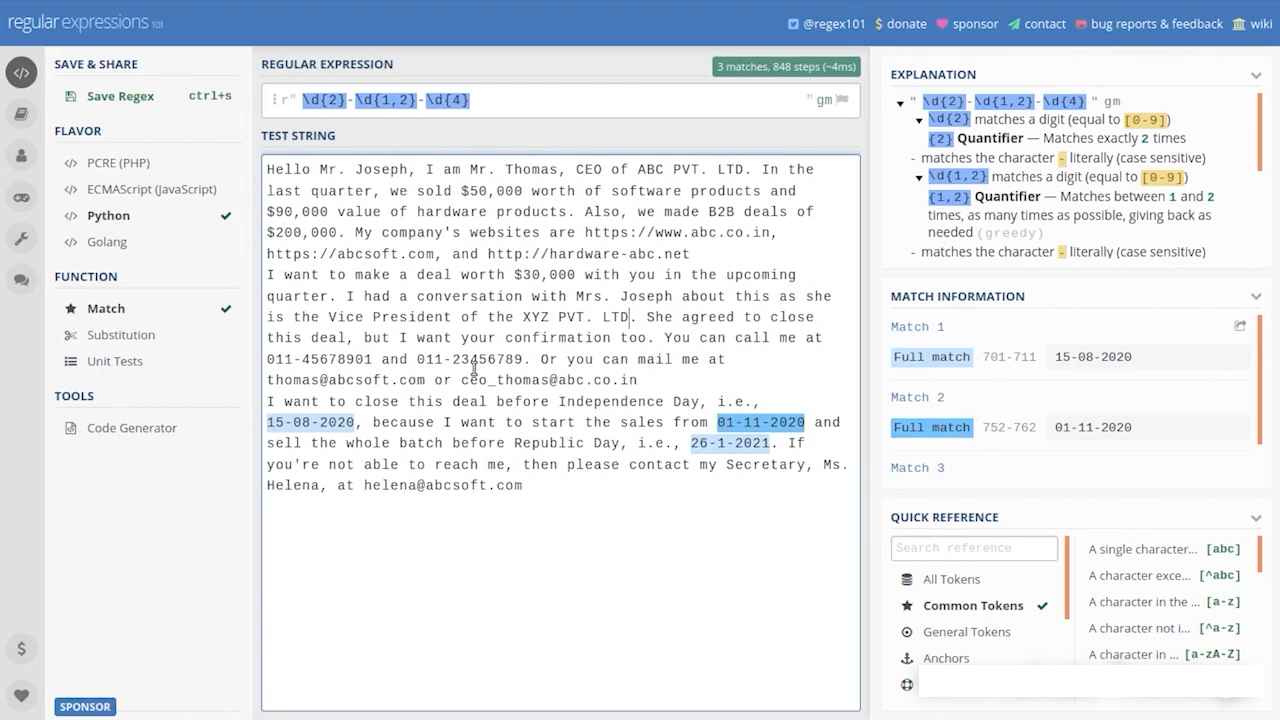 regular expressions 101
@regex101
donate
sponsor
contact
bug reports & feedback
wiki
SAVE & SHARE
Save Regex ctrl+s
FLAVOR
PCRE (PHP)
ECMAScript (JavaScript)
Python
Golang
FUNCTION
Match
Substitution
Unit Tests
TOOLS
Code Generator
SPONSOR
REGULAR EXPRESSION
3 matches, 848 steps (~4ms)
r" \d{2}-\d{1,2}-\d{4} " gm
TEST STRING
Hello Mr. Joseph, I am Mr. Thomas, CEO of ABC PVT. LTD. In the
last quarter, we sold $50,000 worth of software products and
$90,000 value of hardware products. Also, we made B2B deals of
$200,000. My company's websites are https://www.abc.co.in,
https://abcsoft.com, and http://hardware-abc.net
I want to make a deal worth $30,000 with you in the upcoming
quarter. I had a conversation with Mrs. Joseph about this as she
is the Vice President of the XYZ PVT. LTD. She agreed to close
this deal, but I want your confirmation too. You can call me at
011-45678901 and 011-23456789. Or you can mail me at
thomas@abcsoft.com or ceo_thomas@abc.co.in
I want to close this deal before Independence Day, i.e.,
15-08-2020, because I want to start the sales from 01-11-2020 and
sell the whole batch before Republic Day, i.e., 26-1-2021. If
you're not able to reach me, then please contact my Secretary, Ms.
Helena, at helena@abcsoft.com
EXPLANATION
" \d{2}-\d{1,2}-\d{4} " gm
\d{2} matches a digit (equal to [0-9])
{2} Quantifier — Matches exactly 2 times
- matches the character - literally (case sensitive)
\d{1,2} matches a digit (equal to [0-9])
{1,2} Quantifier — Matches between 1 and 2
times, as many times as possible, giving back as
needed (greedy)
- matches the character - literally (case sensitive)
MATCH INFORMATION
Match 1
Full match 701-711 15-08-2020
Match 2
Full match 752-762 01-11-2020
Match 3
QUICK REFERENCE
Search reference
All Tokens
Common Tokens
General Tokens
Anchors
A single character... [abc]
A character exce... [^abc]
A character in the ... [a-z]
A character not i... [^a-z]
A character in ... [a-zA-Z]